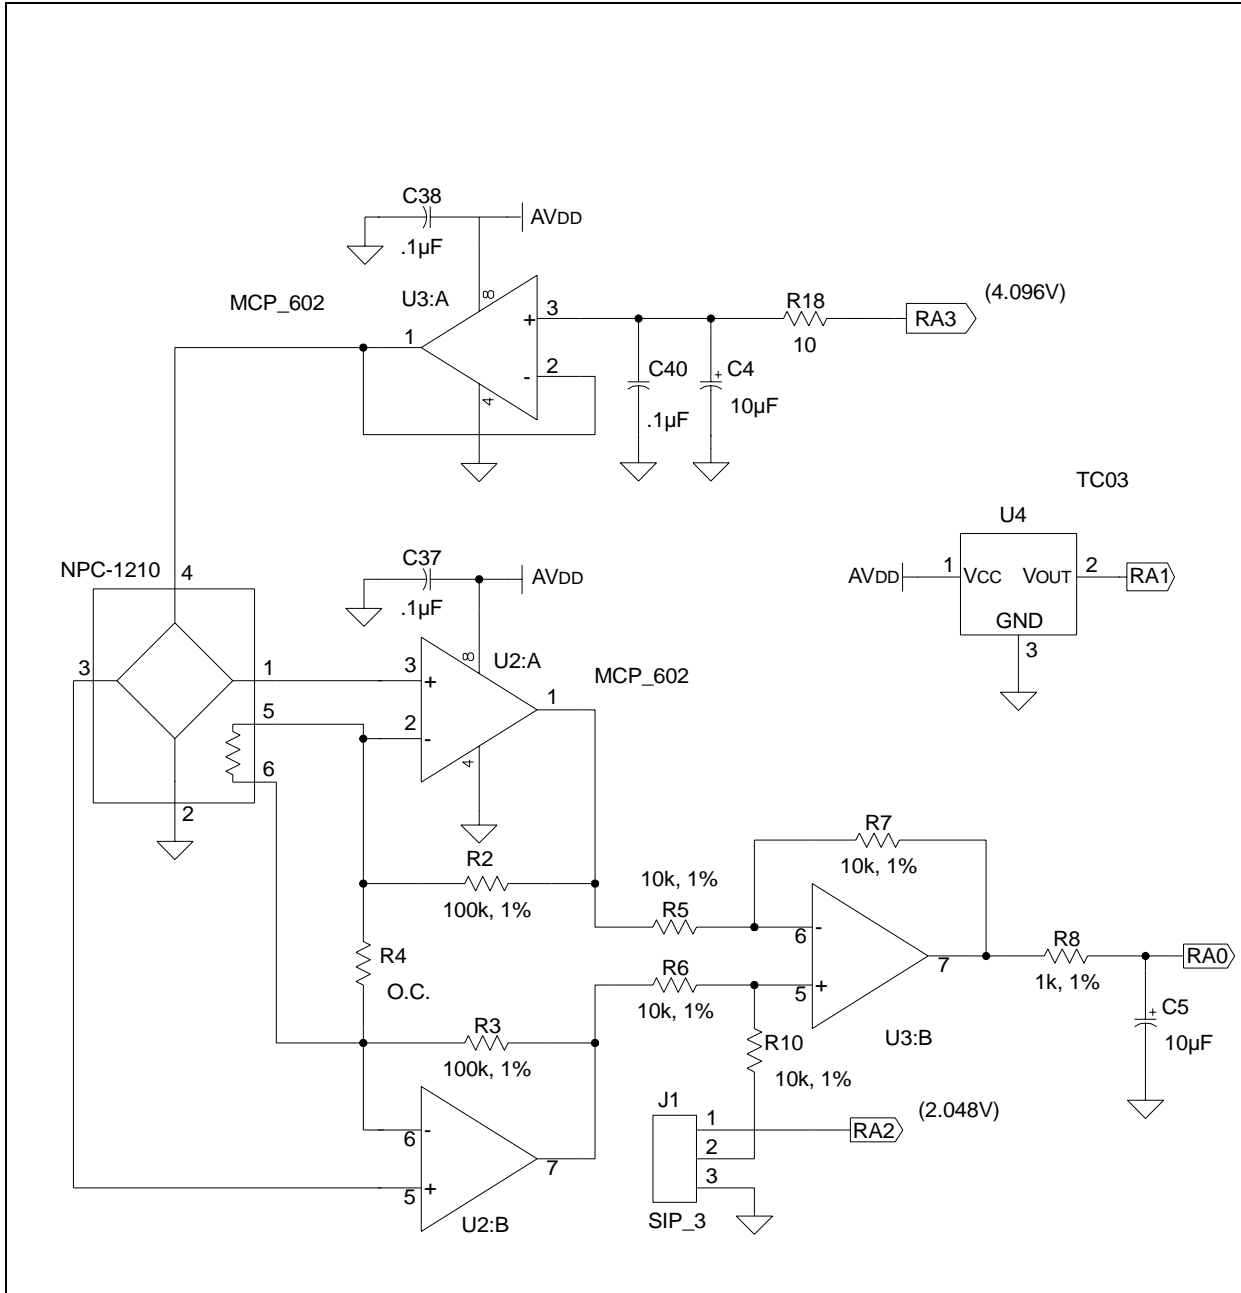 C38
.1µF
AVDD
MCP_602
U3:A
8
3
+
1
2
-
4
R18
10
RA3
(4.096V)
C40
.1µF
+
C4
10µF
TC03
U4
AVDD
1
VCC
VOUT
2
RA1
GND
3
C37
.1µF
AVDD
NPC-1210
4
3
1
5
6
2
U2:A
8
3
+
2
-
1
4
MCP_602
R2
100k, 1%
R4
O.C.
R3
100k, 1%
10k, 1%
R5
R7
10k, 1%
R6
10k, 1%
6
-
5
+
7
U3:B
R8
1k, 1%
RA0
+
C5
10µF
R10
10k, 1%
6
-
5
+
7
U2:B
J1
1
2
3
SIP_3
RA2
(2.048V)